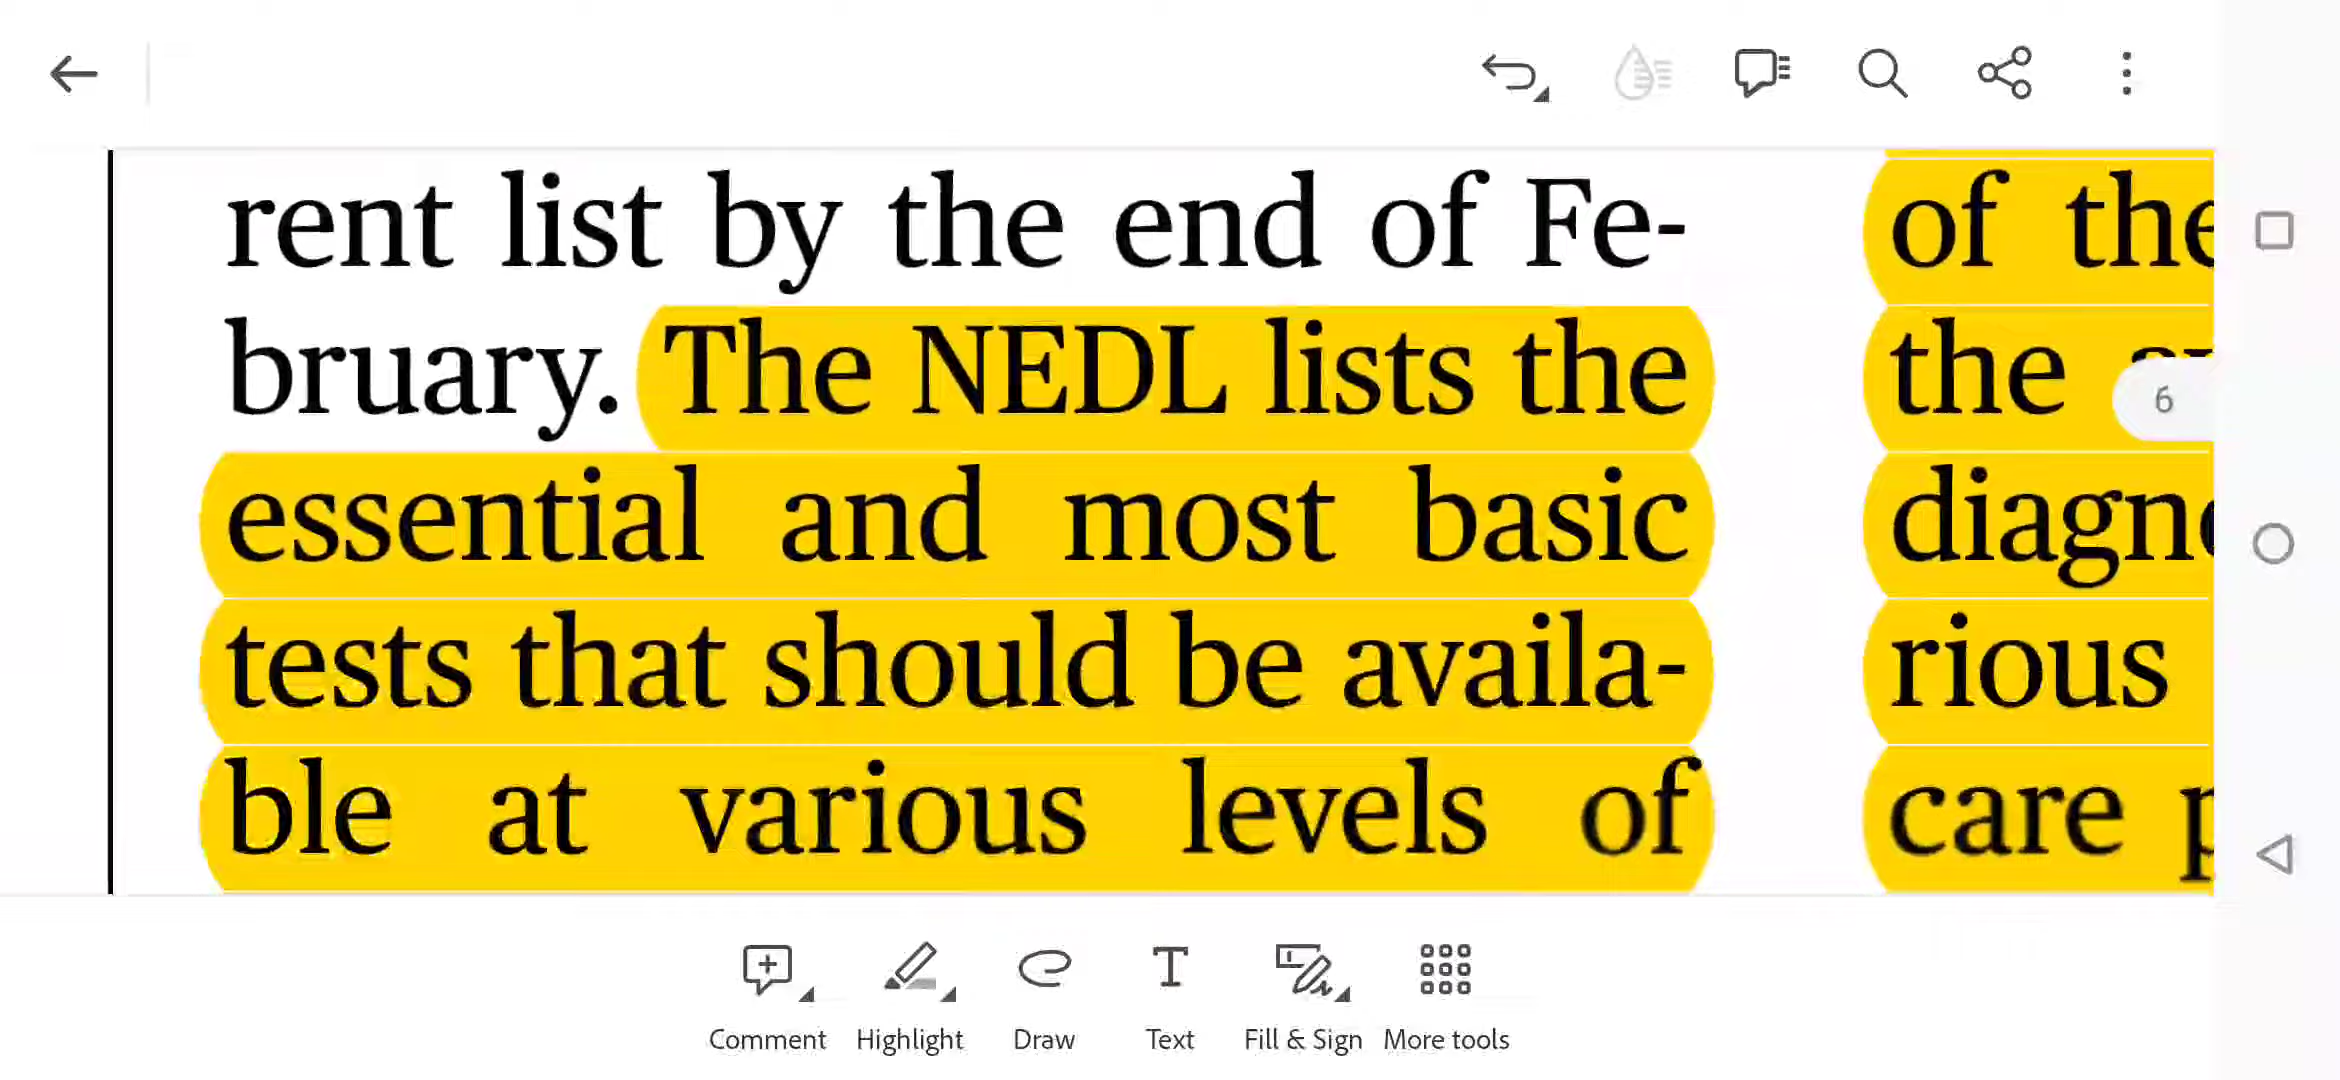 rent list by the end of Fe-
bruary. The NEDL lists the
essential and most basic
tests that should be availa-
ble at various levels of
of the
the
rious
care
6
Comment
Highlight
Draw
Text
Fill & Sign
More tools